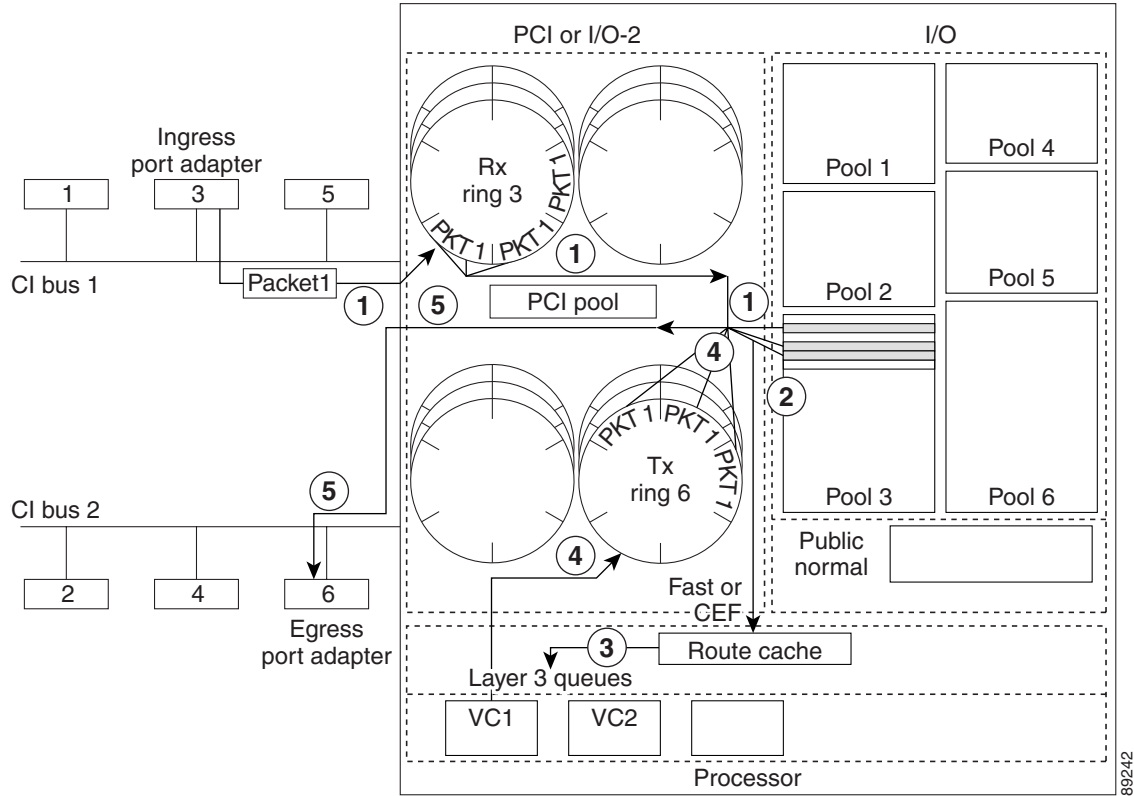 PCI or I/O-2
I/O
Ingress
port adapter
1
3
5
CI bus 1
Packet1
1
Rx
ring 3
PKT 1
PKT 1
PKT 1
1
5
PCI pool
1
4
2
Pool 1
Pool 4
Pool 2
Pool 5
Pool 3
Pool 6
PKT 1
PKT 1
PKT 1
Tx
ring 6
5
CI bus 2
2
4
6
Egress
port adapter
4
Public
normal
Fast or
CEF
3
Route cache
Layer 3 queues
VC1
VC2
Processor
89242